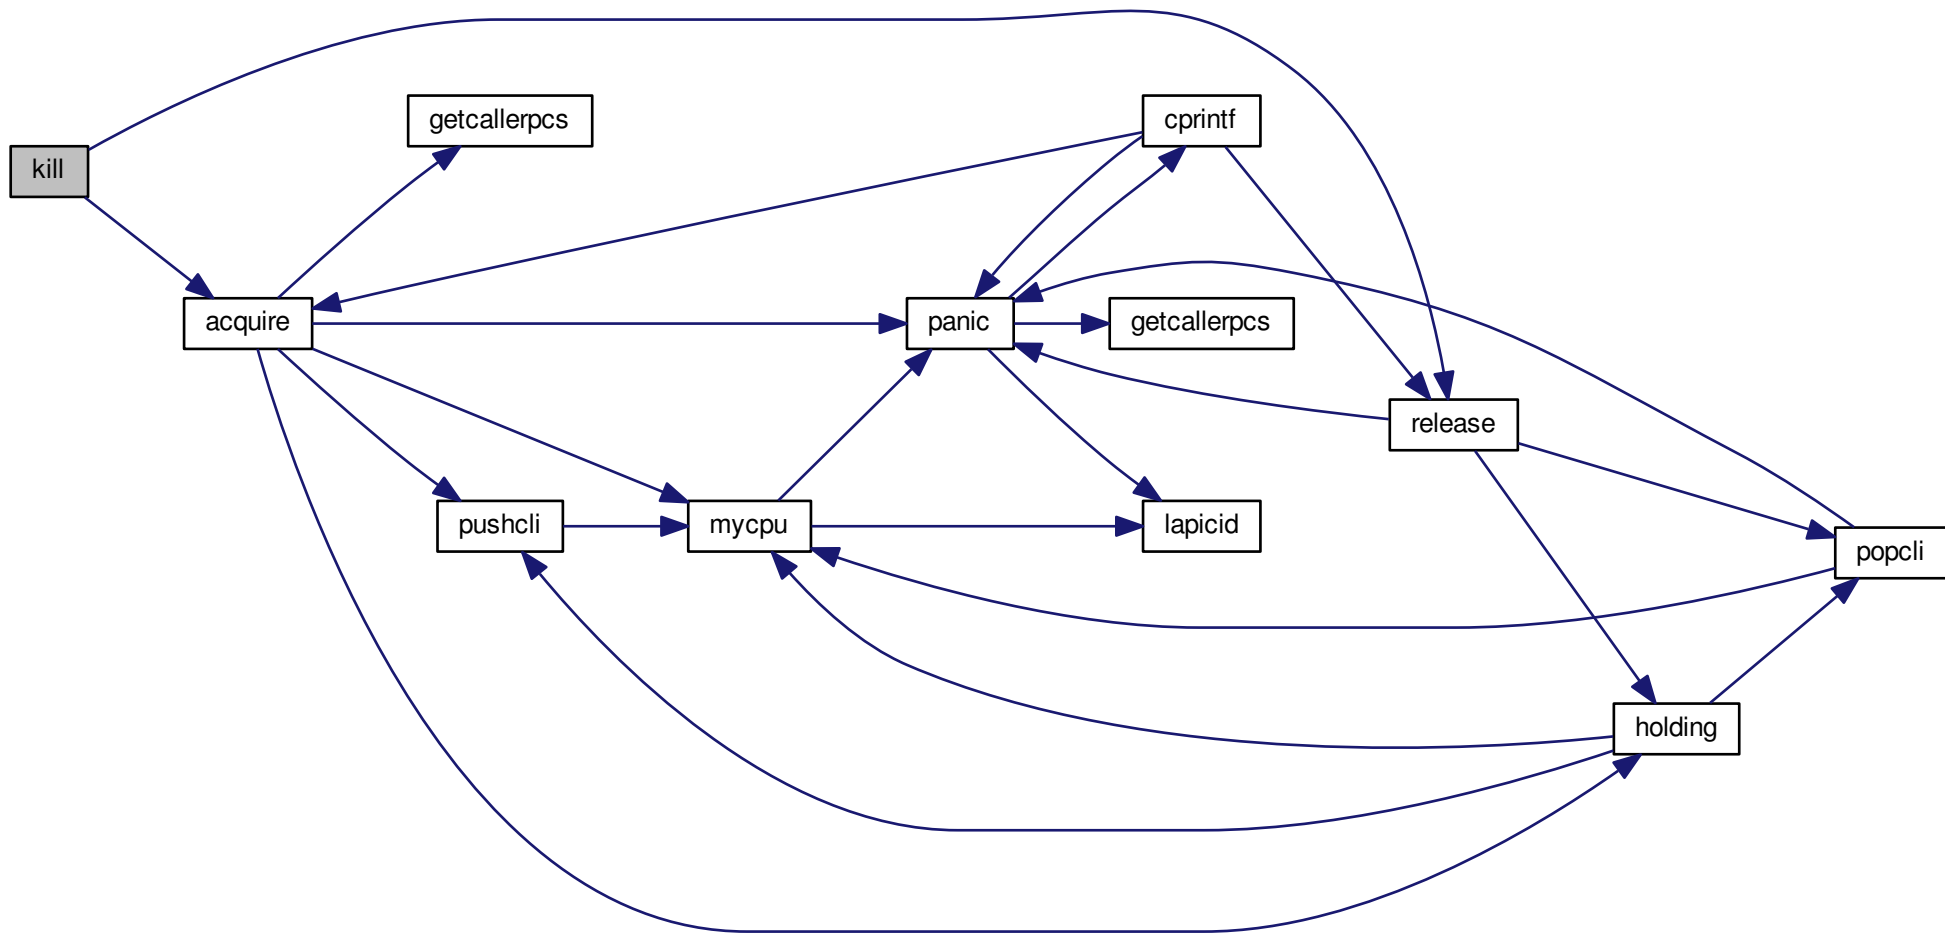 getcallerpcs
cprintf
kill
acquire
panic
getcallerpcs
release
pushcli
mycpu
lapicid
popcli
holding